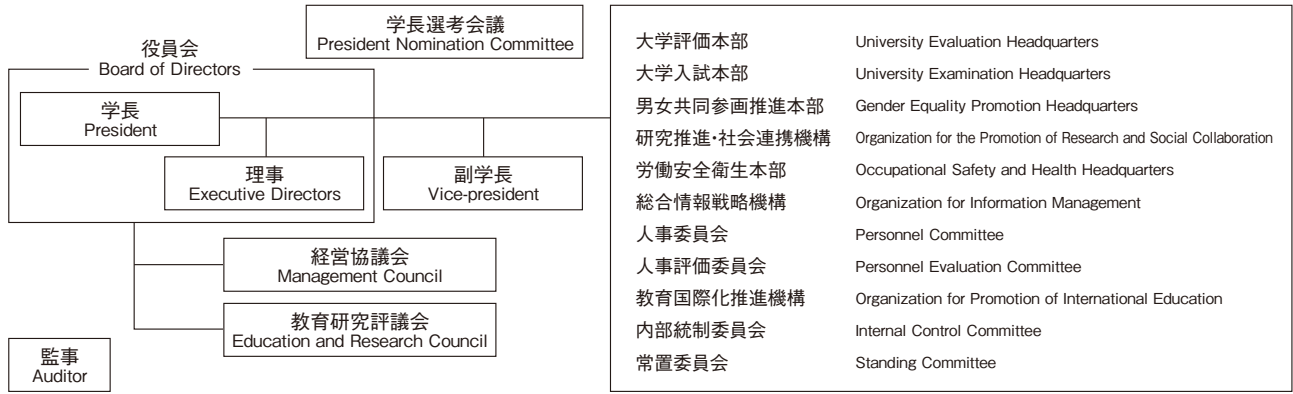 学長選考会議
President Nomination Committee
役員会
Board of Directors
学長
President
理事
Executive Directors
副学長
Vice-president
経営協議会
Management Council
教育研究評議会
Education and Research Council
監事
Auditor
大学評価本部 University Evaluation Headquarters
大学入試本部 University Examination Headquarters
男女共同参画推進本部 Gender Equality Promotion Headquarters
研究推進・社会連携機構 Organization for the Promotion of Research and Social Collaboration
労働安全衛生本部 Occupational Safety and Health Headquarters
総合情報戦略機構 Organization for Information Management
人事委員会 Personnel Committee
人事評価委員会 Personnel Evaluation Committee
教育国際化推進機構 Organization for Promotion of International Education
内部統制委員会 Internal Control Committee
常置委員会 Standing Committee